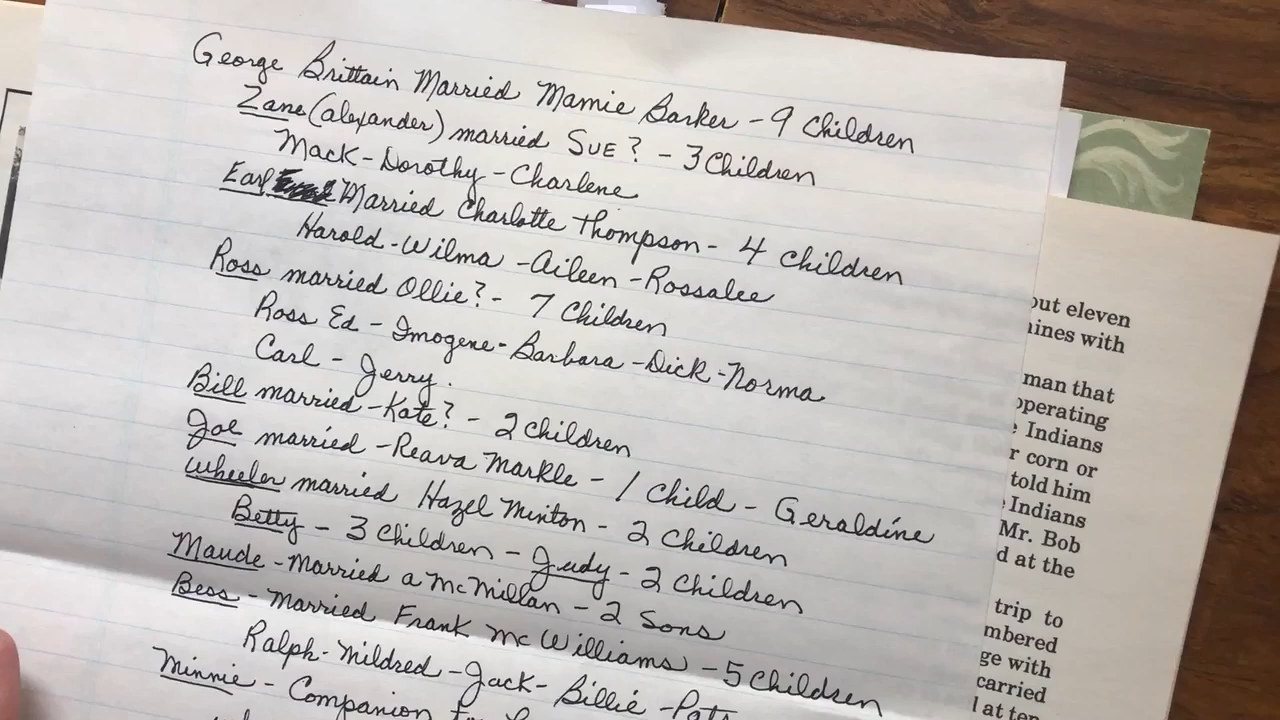 George Brittain Married Mamie Barker - 9 Children
Zane (alexander) married SUE? - 3 Children
Mack - Dorothy - Charlene
Earl Married Charlotte Thompson - 4 Children
Harold - Wilma - Aileen - Rossalee
Ross married Ollie? - 7 Children
Ross Ed - Imogene - Barbara - Dick - Norma
Carl - Jerry.
Bill married - Kate? - 2 Children
Joe married - Reava Markle - 1 Child - Geraldine
Wheeler married Hazel Minton - 2 Children
Betty - 3 Children - Judy - 2 Children
Maude - Married a McMillan - 2 Sons
Bess - Married Frank McWilliams - 5 Children
Ralph - Mildred - Jack - Billie - Pats
Minnie - Companion
out eleven
ines with
man that
operating
Indians
r corn or
told him
Indians
Mr. Bob
d at the
trip to
mbered
ge with
carried
l at ten